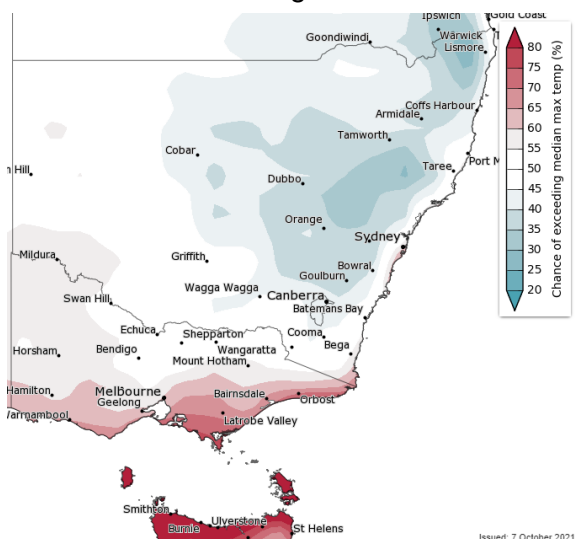 Ipswich
Gold Coast
Goondiwindi
Warwick
Lismore
Coffs Harbour
Armidale
Tamworth
Cobar
Taree
Port M
n Hill
Dubbo
Orange
Sydney
Mildura
Griffith
Bowral
Goulburn
Wagga Wagga
Canberra
Swan Hill
Batemans Bay
Echuca
Shepparton
Cooma
Horsham
Bendigo
Wangaratta
Bega
Mount Hotham
Hamilton
Melbourne
Bairnsdale
Geelong
Orbost
Warrnambool
Latrobe Valley
Smithton
Ulverstone
Burnie
St Helens
80
75
70
65
60
55
50
45
40
35
30
25
20
Chance of exceeding median max temp (%)
Issued: 7 October 2021